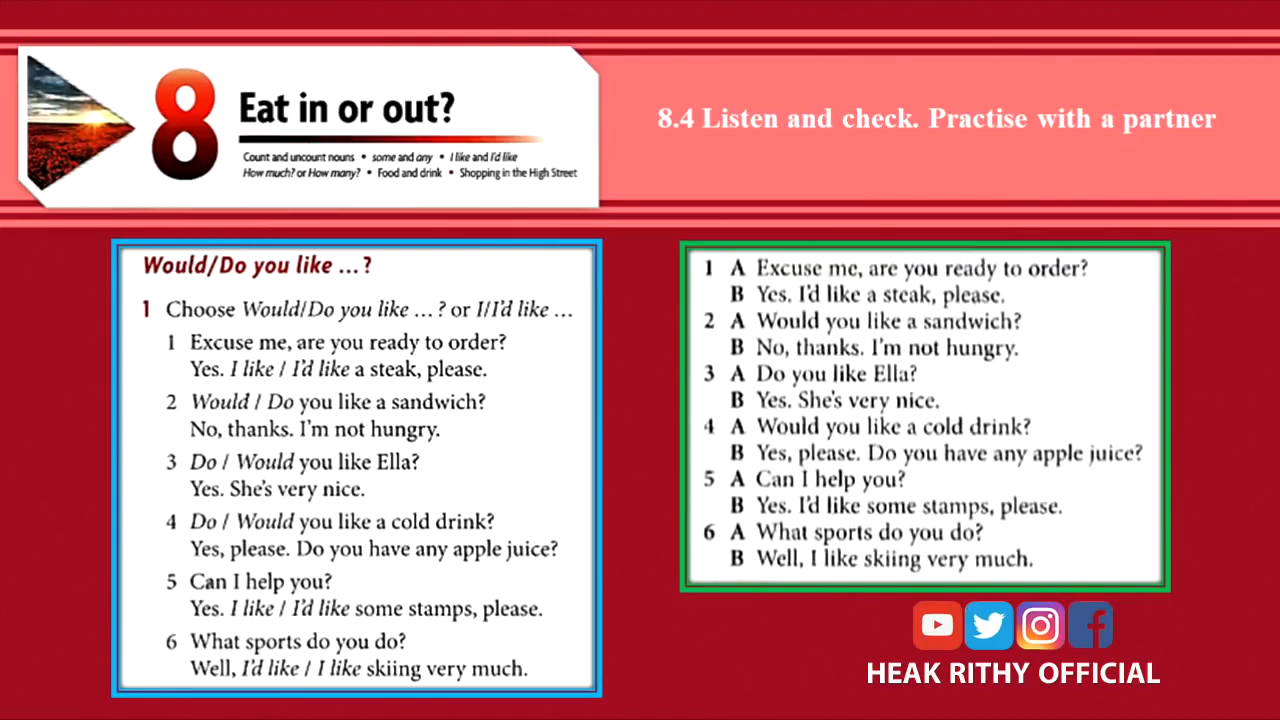 8 Eat in or out?
Count and uncount nouns • some and any • I like and I'd like
How much? or How many? • Food and drink • Shopping in the High Street
8.4 Listen and check. Practise with a partner
Would/Do you like ...?
1 Choose Would/Do you like ... ? or I/I'd like ...
1 Excuse me, are you ready to order?
Yes. I like / I'd like a steak, please.
2 Would / Do you like a sandwich?
No, thanks. I'm not hungry.
3 Do / Would you like Ella?
Yes. She's very nice.
4 Do / Would you like a cold drink?
Yes, please. Do you have any apple juice?
5 Can I help you?
Yes. I like / I'd like some stamps, please.
6 What sports do you do?
Well, I'd like / I like skiing very much.
1 A Excuse me, are you ready to order?
B Yes. I'd like a steak, please.
2 A Would you like a sandwich?
B No, thanks. I'm not hungry.
3 A Do you like Ella?
B Yes. She's very nice.
4 A Would you like a cold drink?
B Yes, please. Do you have any apple juice?
5 A Can I help you?
B Yes. I'd like some stamps, please.
6 A What sports do you do?
B Well, I like skiing very much.
HEAK RITHY OFFICIAL